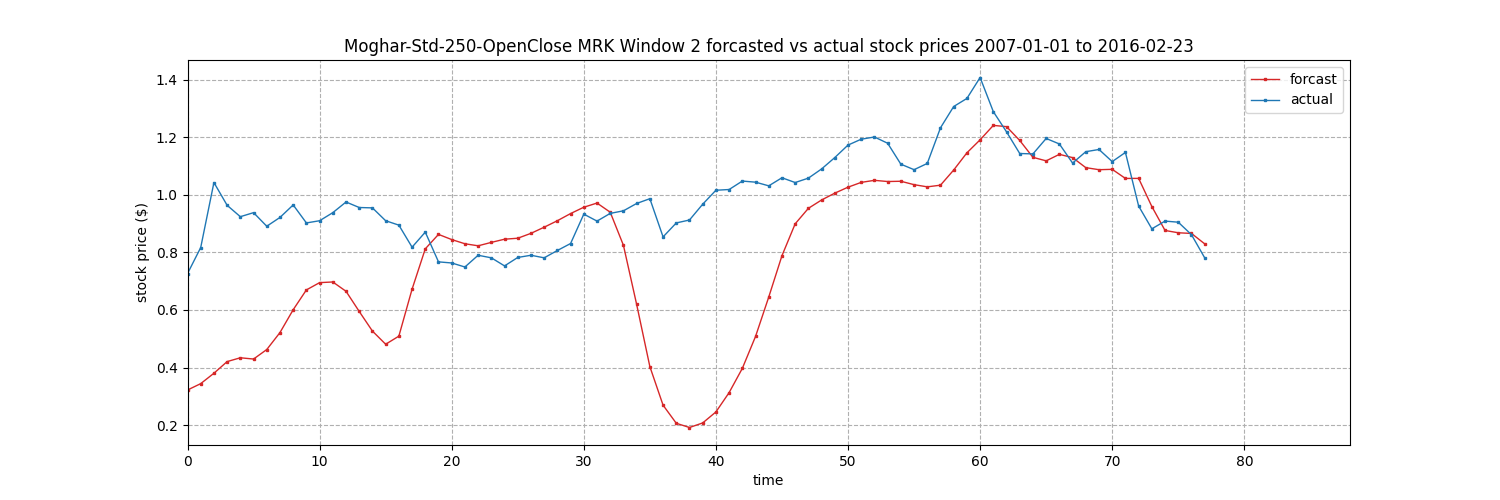 Moghar-Std-250-OpenClose MRK Window 2 forcasted vs actual stock prices 2007-01-01 to 2016-02-23
forcast
actual
stock price ($)
1.4
1.2
1.0
0.8
0.6
0.4
0.2
0 10 20 30 40 50 60 70 80
time